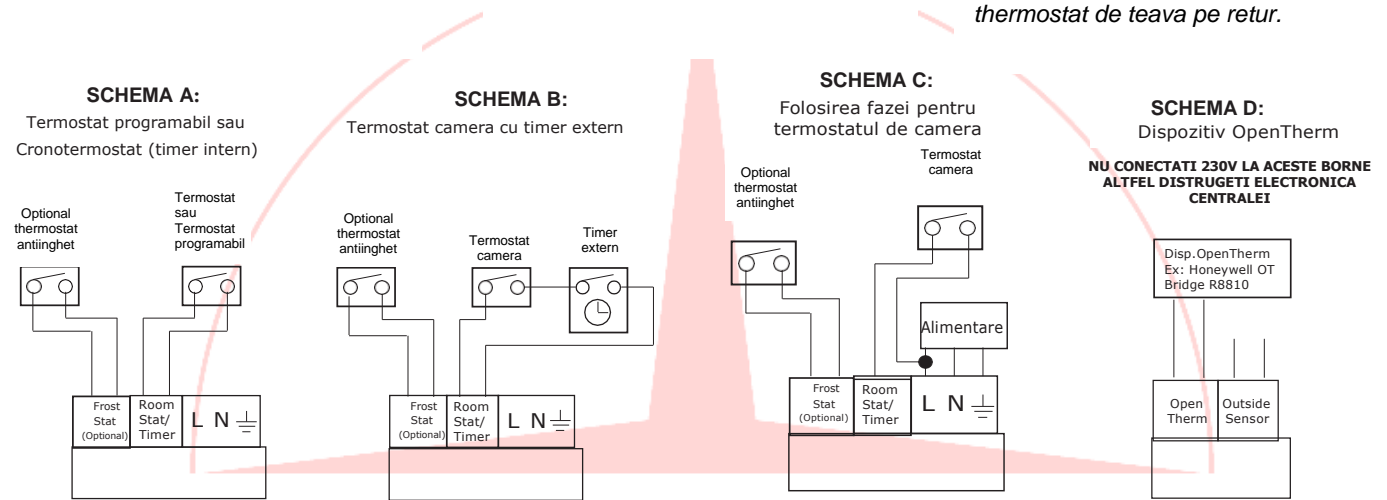 thermostat de teava pe retur.
SCHEMA A:
Termostat programabil sau
Cronotermostat (timer intern)
Optional
thermostat
antiinghet
Termostat
sau
Termostat
programabil
Frost
Stat
(Optional)
Room
Stat/
Timer
L N
SCHEMA B:
Termostat camera cu timer extern
Optional
thermostat
antiinghet
Termostat
camera
Timer
extern
Frost
Stat
(Optional)
Room
Stat/
Timer
L N
SCHEMA C:
Folosirea fazei pentru
termostatul de camera
Optional
thermostat
antiinghet
Termostat
camera
Alimentare
Frost
Stat
(Optional)
Room
Stat/
Timer
L N
SCHEMA D:
Dispozitiv OpenTherm
NU CONECTATI 230V LA ACESTE BORNE
ALTFEL DISTRUGETI ELECTRONICA
CENTRALEI
Disp.OpenTherm
Ex: Honeywell OT
Bridge R8810
Open
Therm
Outside
Sensor